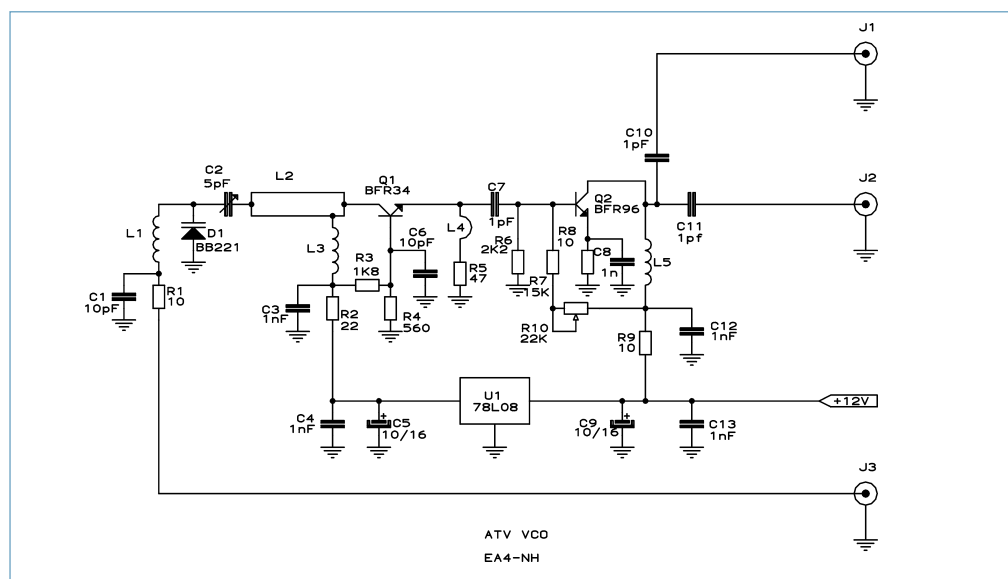 J1
C10
1pF
C2
5pF
L2
Q1
BFR34
C7
1pF
Q2
BFR96
J2
C11
1pf
L1
D1
BB221
L3
C6
10pF
L4
R6
2K2
R8
10
C8
1n
L5
R3
1K8
R5
47
R7
15K
C1
10pF
R1
10
C3
1nF
R2
22
R4
560
R10
22K
R9
10
C12
1nF
U1
78L08
+12V
C4
1nF
+
C5
10/16
C9
10/16
+
C13
1nF
J3
ATV VCO
EA4-NH